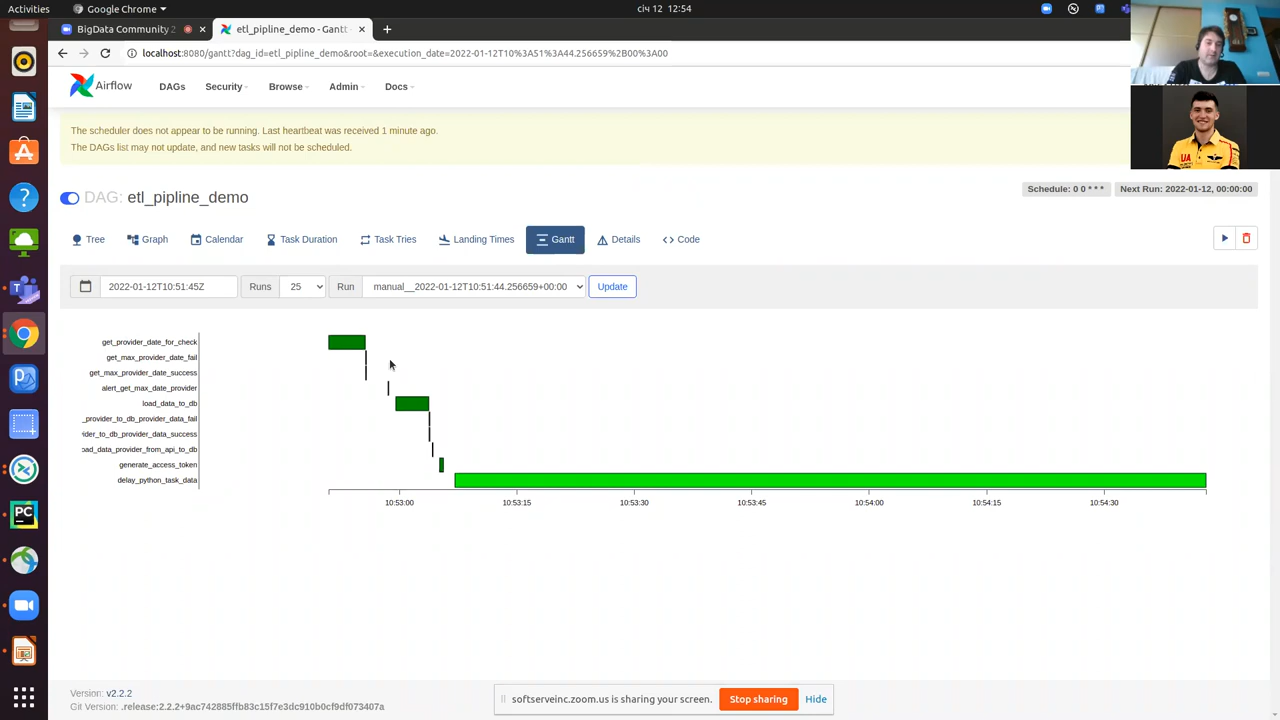 Activities
Google Chrome
січ 12 12:54
BigData Community 2
etl_pipline_demo - Gantt
localhost:8080/gantt?dag_id=etl_pipline_demo&root=&execution_date=2022-01-12T10%3A51%3A44.256659%2B00%3A00
Airflow
DAGs
Security
Browse
Admin
Docs
The scheduler does not appear to be running. Last heartbeat was received 1 minute ago.
The DAGs list may not update, and new tasks will not be scheduled.
UA
DAG: etl_pipline_demo
Schedule: 0 0 * * *
Next Run: 2022-01-12, 00:00:00
Tree
Graph
Calendar
Task Duration
Task Tries
Landing Times
Gantt
Details
<> Code
2022-01-12T10:51:45Z
Runs
25
Run
manual__2022-01-12T10:51:44.256659+00:00
Update
get_provider_date_for_check
get_max_provider_date_fail
get_max_provider_date_success
alert_get_max_date_provider
load_data_to_db
_provider_to_db_provider_data_fail
vider_to_db_provider_data_success
oad_data_provider_from_api_to_db
generate_access_token
delay_python_task_data
10:53:00
10:53:15
10:53:30
10:53:45
10:54:00
10:54:15
10:54:30
Version: v2.2.2
Git Version: .release:2.2.2+9ac742885ffb83c15f7e3dc910b0cf9df073407a
softserveinc.zoom.us is sharing your screen.
Stop sharing
Hide